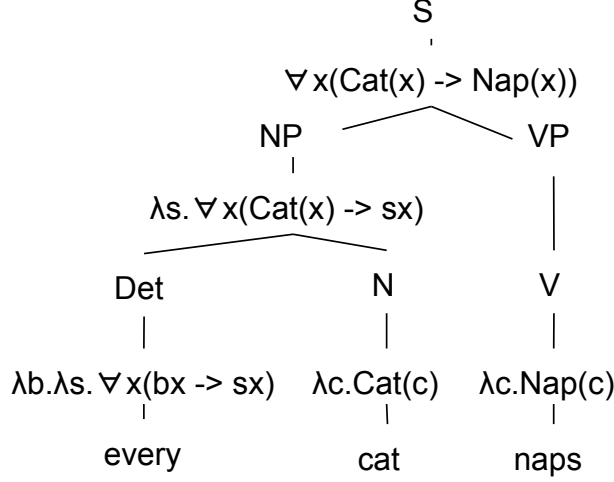 S
∀x(Cat(x) -> Nap(x))
NP VP
λs.∀x(Cat(x) -> sx)
Det N V
λb.λs.∀x(bx -> sx) λc.Cat(c) λc.Nap(c)
every cat naps